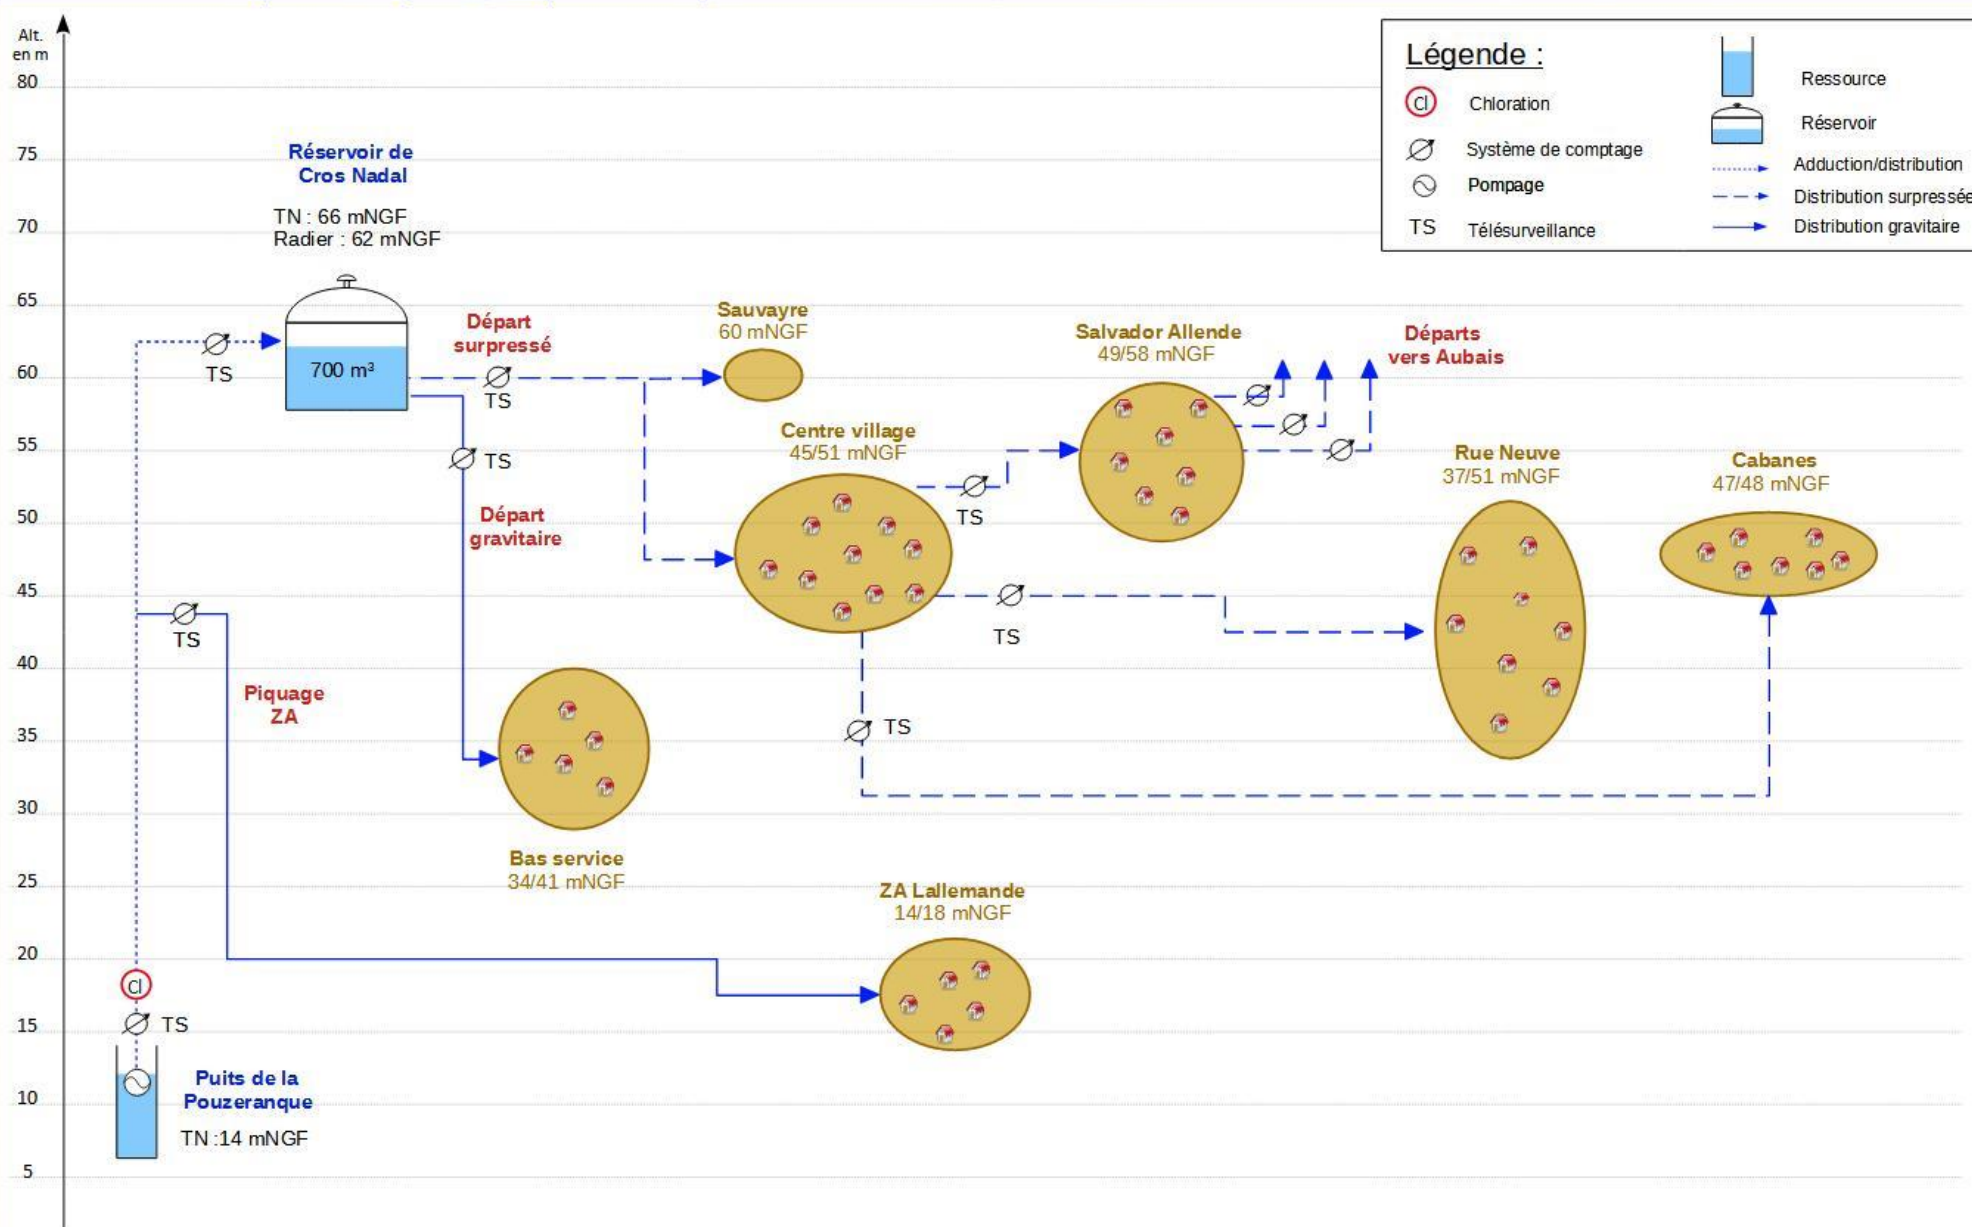 Alt.
en m
80
75
70
65
60
55
50
45
40
35
30
25
20
15
10
5
Légende :
Cl
Chloration
Système de comptage
Pompage
TS
Télésurveillance
Ressource
Réservoir
Adduction/distribution
Distribution surpressée
Distribution gravitaire
Réservoir de
Cros Nadal
TN : 66 mNGF
Radier : 62 mNGF
700 m³
TS
Départ
surpressé
TS
TS
Départ
gravitaire
Sauvayre
60 mNGF
Centre village
45/51 mNGF
TS
Salvador Allende
49/58 mNGF
Départs
vers Aubais
Rue Neuve
37/51 mNGF
Cabanes
47/48 mNGF
TS
TS
TS
Piquage
ZA
Bas service
34/41 mNGF
ZA Lallemande
14/18 mNGF
Cl
TS
Puits de la
Pouzeranque
TN :14 mNGF